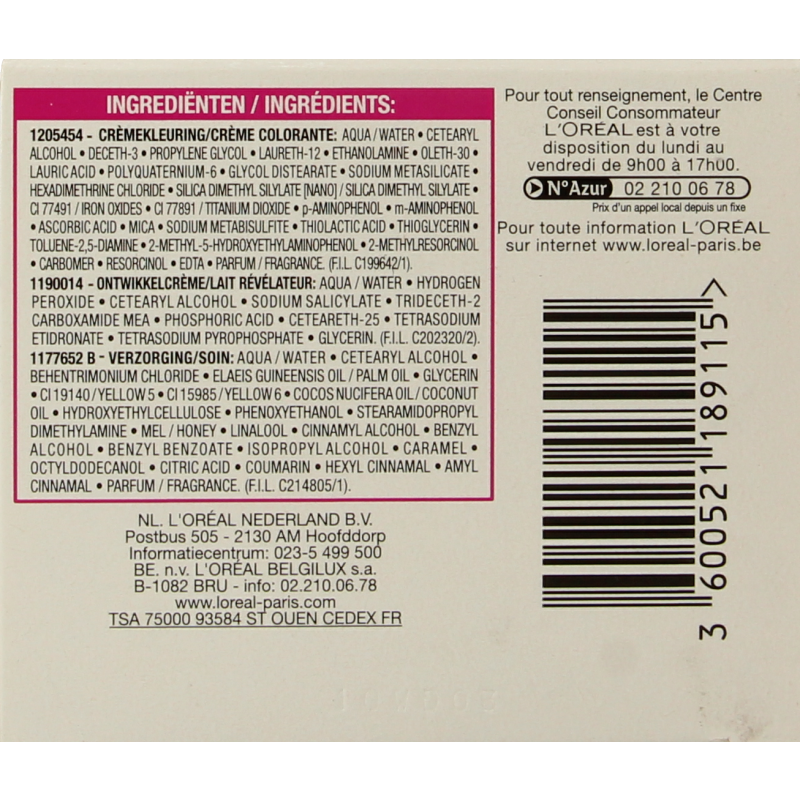 INGREDIËNTEN / INGRÉDIENTS:
1205454 - CRÈMEKLEURING/CRÈME COLORANTE: AQUA / WATER • CETEARYL
ALCOHOL • DECETH-3 • PROPYLENE GLYCOL • LAURETH-12 • ETHANOLAMINE • OLETH-30 •
LAURIC ACID • POLYQUATERNIUM-6 • GLYCOL DISTEARATE • SODIUM METASILICATE •
HEXADIMETHRINE CHLORIDE • SILICA DIMETHYL SILYLATE [NANO] / SILICA DIMETHYL SILYLATE •
CI 77491 / IRON OXIDES • CI 77891 / TITANIUM DIOXIDE • p-AMINOPHENOL • m-AMINOPHENOL
• ASCORBIC ACID • MICA • SODIUM METABISULFITE • THIOLACTIC ACID • THIOGLYCERIN •
TOLUENE-2,5-DIAMINE • 2-METHYL-5-HYDROXYETHYLAMINOPHENOL • 2-METHYLRESORCINOL
• CARBOMER • RESORCINOL • EDTA • PARFUM / FRAGRANCE. (F.I.L. C199642/1).
1190014 - ONTWIKKELCRÈME/LAIT RÉVÉLATEUR: AQUA / WATER • HYDROGEN
PEROXIDE • CETEARYL ALCOHOL • SODIUM SALICYLATE • TRIDECETH-2
CARBOXAMIDE MEA • PHOSPHORIC ACID • CETEARETH-25 • TETRASODIUM
ETIDRONATE • TETRASODIUM PYROPHOSPHATE • GLYCERIN. (F.I.L. C202320/2).
1177652 B - VERZORGING/SOIN: AQUA / WATER • CETEARYL ALCOHOL •
BEHENTRIMONIUM CHLORIDE • ELAEIS GUINEENSIS OIL / PALM OIL • GLYCERIN
• CI 19140 / YELLOW 5 • CI 15985 / YELLOW 6 • COCOS NUCIFERA OIL / COCONUT
OIL • HYDROXYETHYLCELLULOSE • PHENOXYETHANOL • STEARAMIDOPROPYL
DIMETHYLAMINE • MEL / HONEY • LINALOOL • CINNAMYL ALCOHOL • BENZYL
ALCOHOL • BENZYL BENZOATE • ISOPROPYL ALCOHOL • CARAMEL •
OCTYLDODECANOL • CITRIC ACID • COUMARIN • HEXYL CINNAMAL • AMYL
CINNAMAL • PARFUM / FRAGRANCE. (F.I.L. C214805/1).
NL. L'ORÉAL NEDERLAND B.V.
Postbus 505 - 2130 AM Hoofddorp
Informatiecentrum: 023-5 499 500
BE. n.v. L'ORÉAL BELGILUX s.a.
B-1082 BRU - info: 02.210.06.78
www.loreal-paris.com
TSA 75000 93584 ST OUEN CEDEX FR
Pour tout renseignement, le Centre
Conseil Consommateur
L'ORÉAL est à votre
disposition du lundi au
vendredi de 9h00 à 17h00.
N°Azur 02 210 06 78
Prix d'un appel local depuis un fixe
Pour toute information L'ORÉAL
sur internet www.loreal-paris.be
3 600521 189115 >